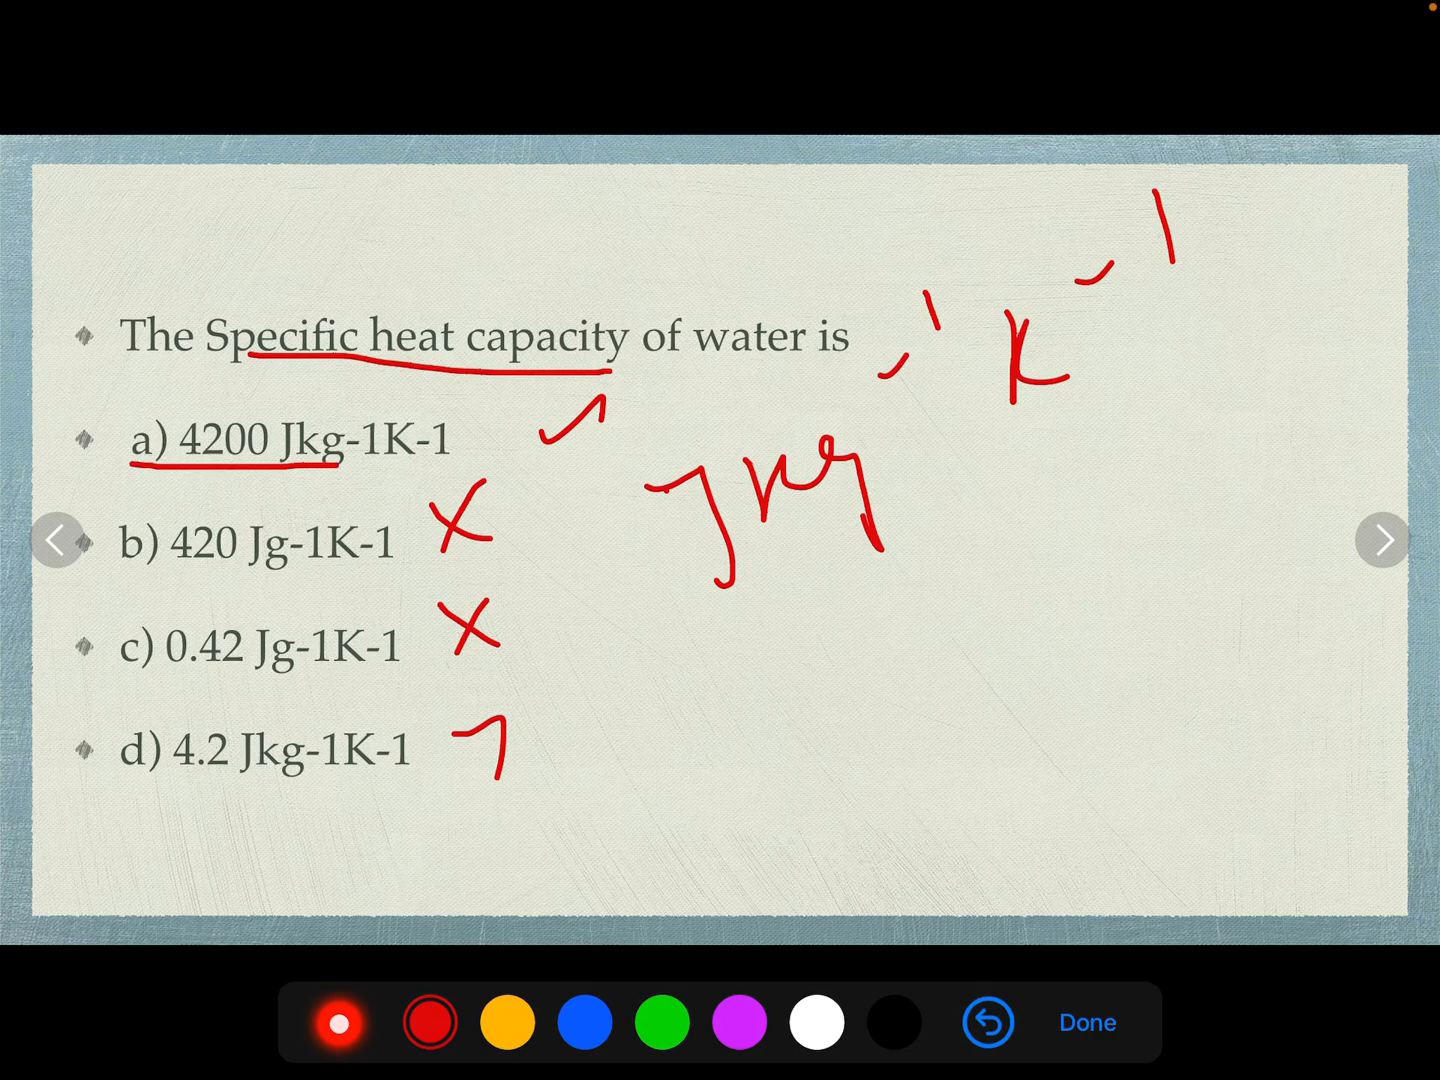 The Specific heat capacity of water is
a) 4200 Jkg-1K-1
b) 420 Jg-1K-1
c) 0.42 Jg-1K-1
d) 4.2 Jkg-1K-1
Jkg-1 K-1
Done